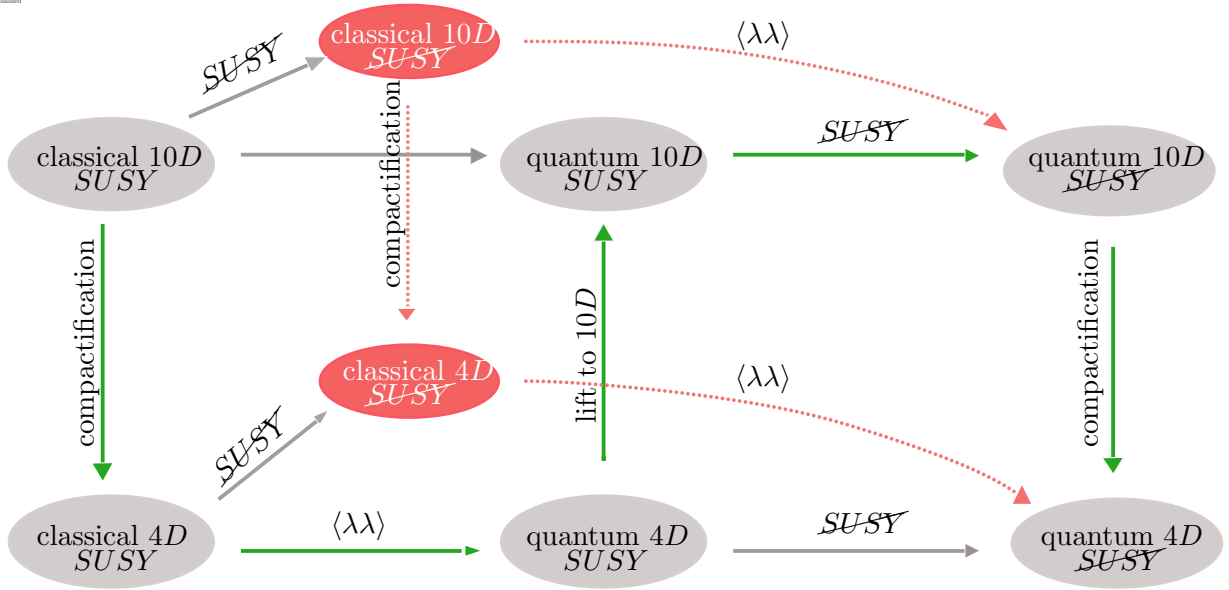 classical 10D
SUSY
⟨λλ⟩
SUSY
compactification
classical 10D
SUSY
quantum 10D
SUSY
SUSY
quantum 10D
SUSY
compactification
lift to 10D
compactification
classical 4D
SUSY
⟨λλ⟩
SUSY
classical 4D
SUSY
⟨λλ⟩
quantum 4D
SUSY
SUSY
quantum 4D
SUSY